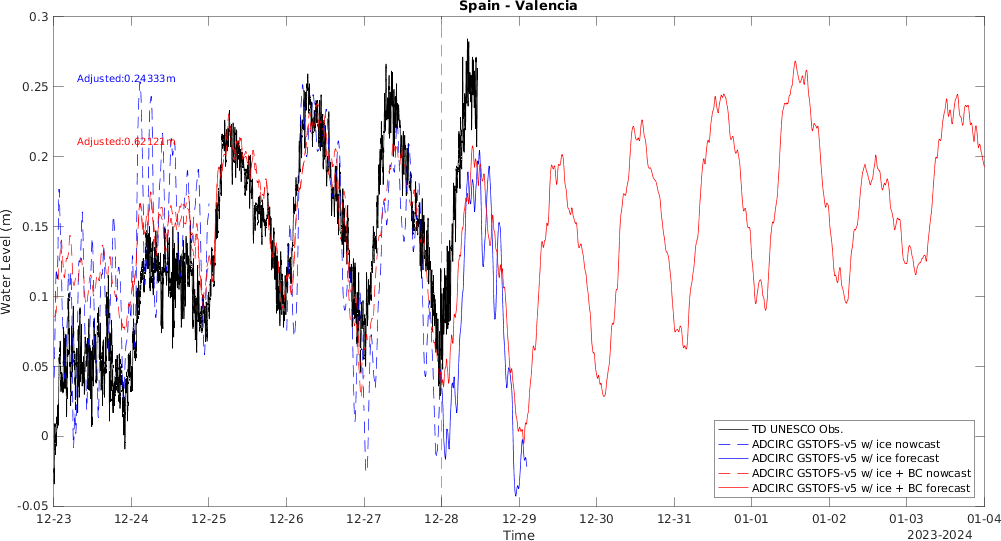 Spain - Valencia
0.3
0.25
0.2
0.15
0.1
0.05
0
-0.05
Water Level (m)
Adjusted:0.24333m
Adjusted:0.62121m
TD UNESCO Obs.
ADCIRC GSTOFS-v5 w/ ice nowcast
ADCIRC GSTOFS-v5 w/ ice forecast
ADCIRC GSTOFS-v5 w/ ice + BC nowcast
ADCIRC GSTOFS-v5 w/ ice + BC forecast
12-23 12-24 12-25 12-26 12-27 12-28 12-29 12-30 12-31 01-01 01-02 01-03 01-04
Time
2023-2024